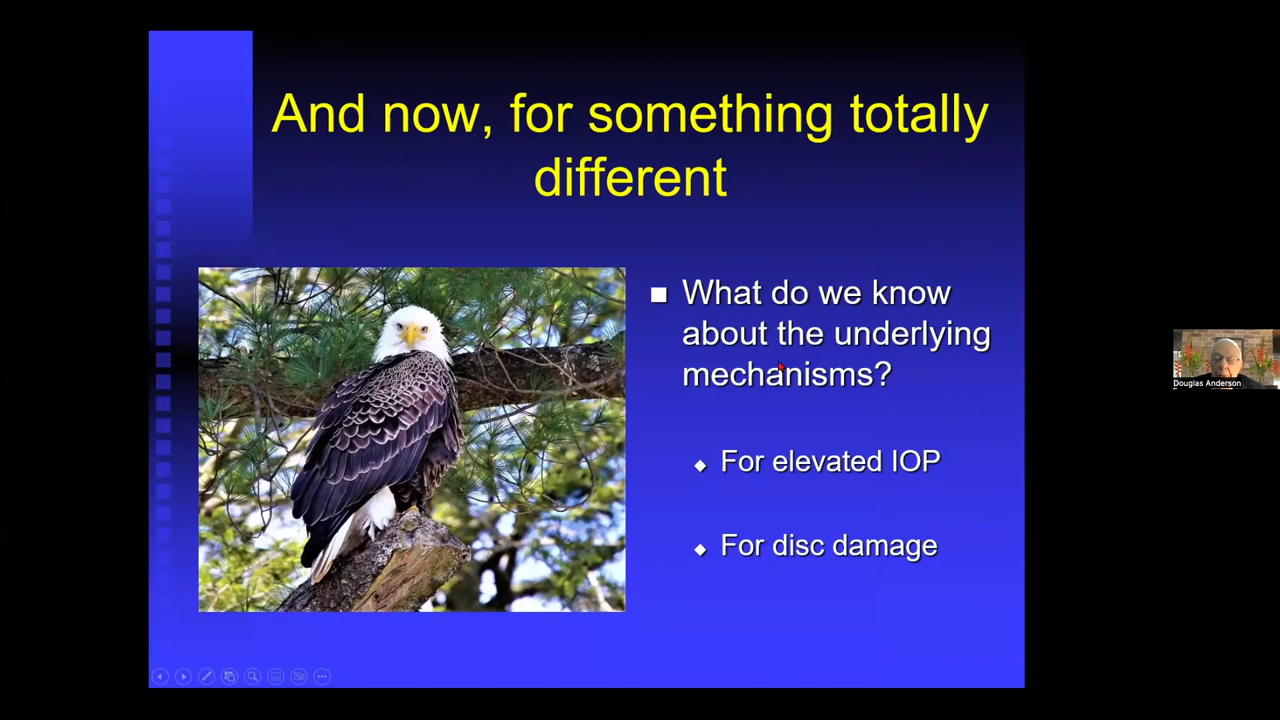 And now, for something totally
different
What do we know
about the underlying
mechanisms?
For elevated IOP
For disc damage
Douglas Anderson